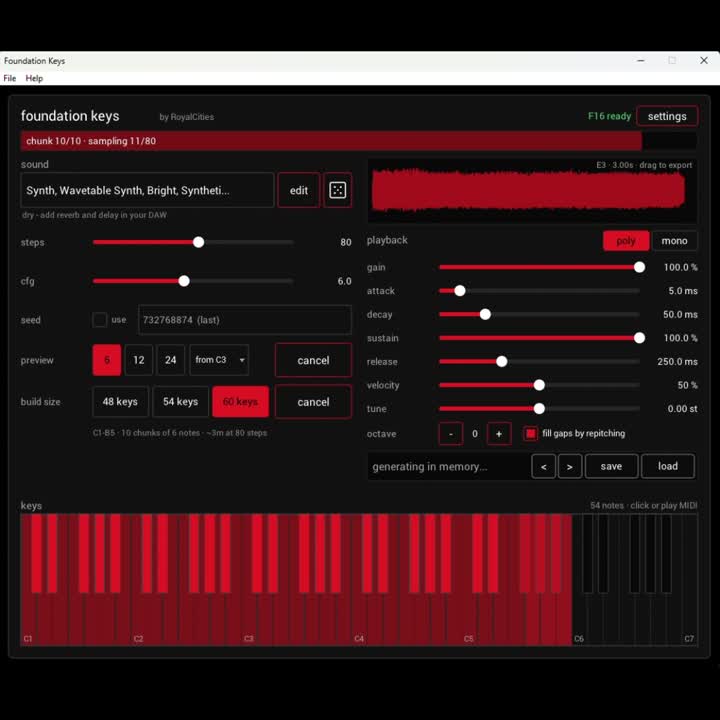 Foundation Keys
File Help
foundation keys by RoyalCities F16 ready settings
chunk 10/10 · sampling 11/80
sound
Synth, Wavetable Synth, Bright, Syntheti... edit
dry - add reverb and delay in your DAW
steps 80
cfg 6.0
seed use 732768874 (last)
preview 6 12 24 from C3 cancel
build size 48 keys 54 keys 60 keys cancel
C1-B5 · 10 chunks of 6 notes · ~3m at 80 steps
E3 · 3.00s · drag to export
playback poly mono
gain 100.0 %
attack 5.0 ms
decay 50.0 ms
sustain 100.0 %
release 250.0 ms
velocity 50 %
tune 0.00 st
octave - 0 + fill gaps by repitching
generating in memory... < > save load
keys 54 notes · click or play MIDI
C1 C2 C3 C4 C5 C6 C7